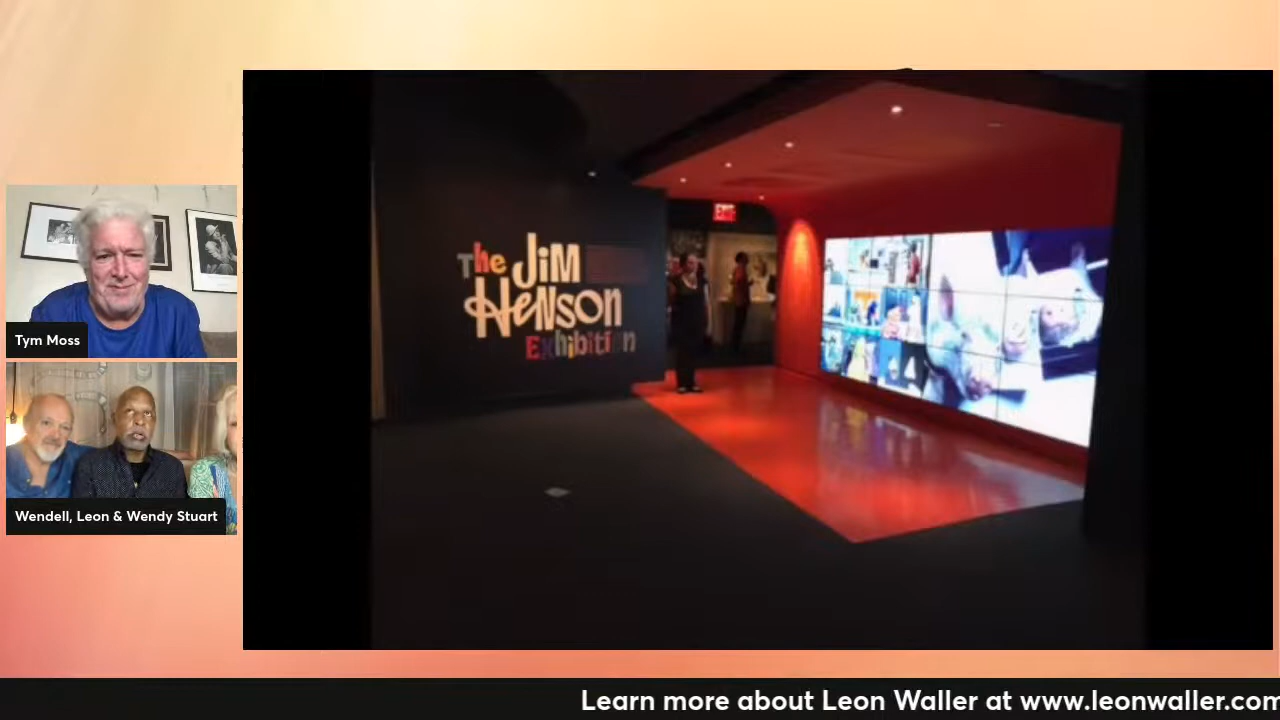 The JiM
HeNsoN
Exhibition
EXIT
Tym Moss
Wendell, Leon & Wendy Stuart
Learn more about Leon Waller at www.leonwaller.com